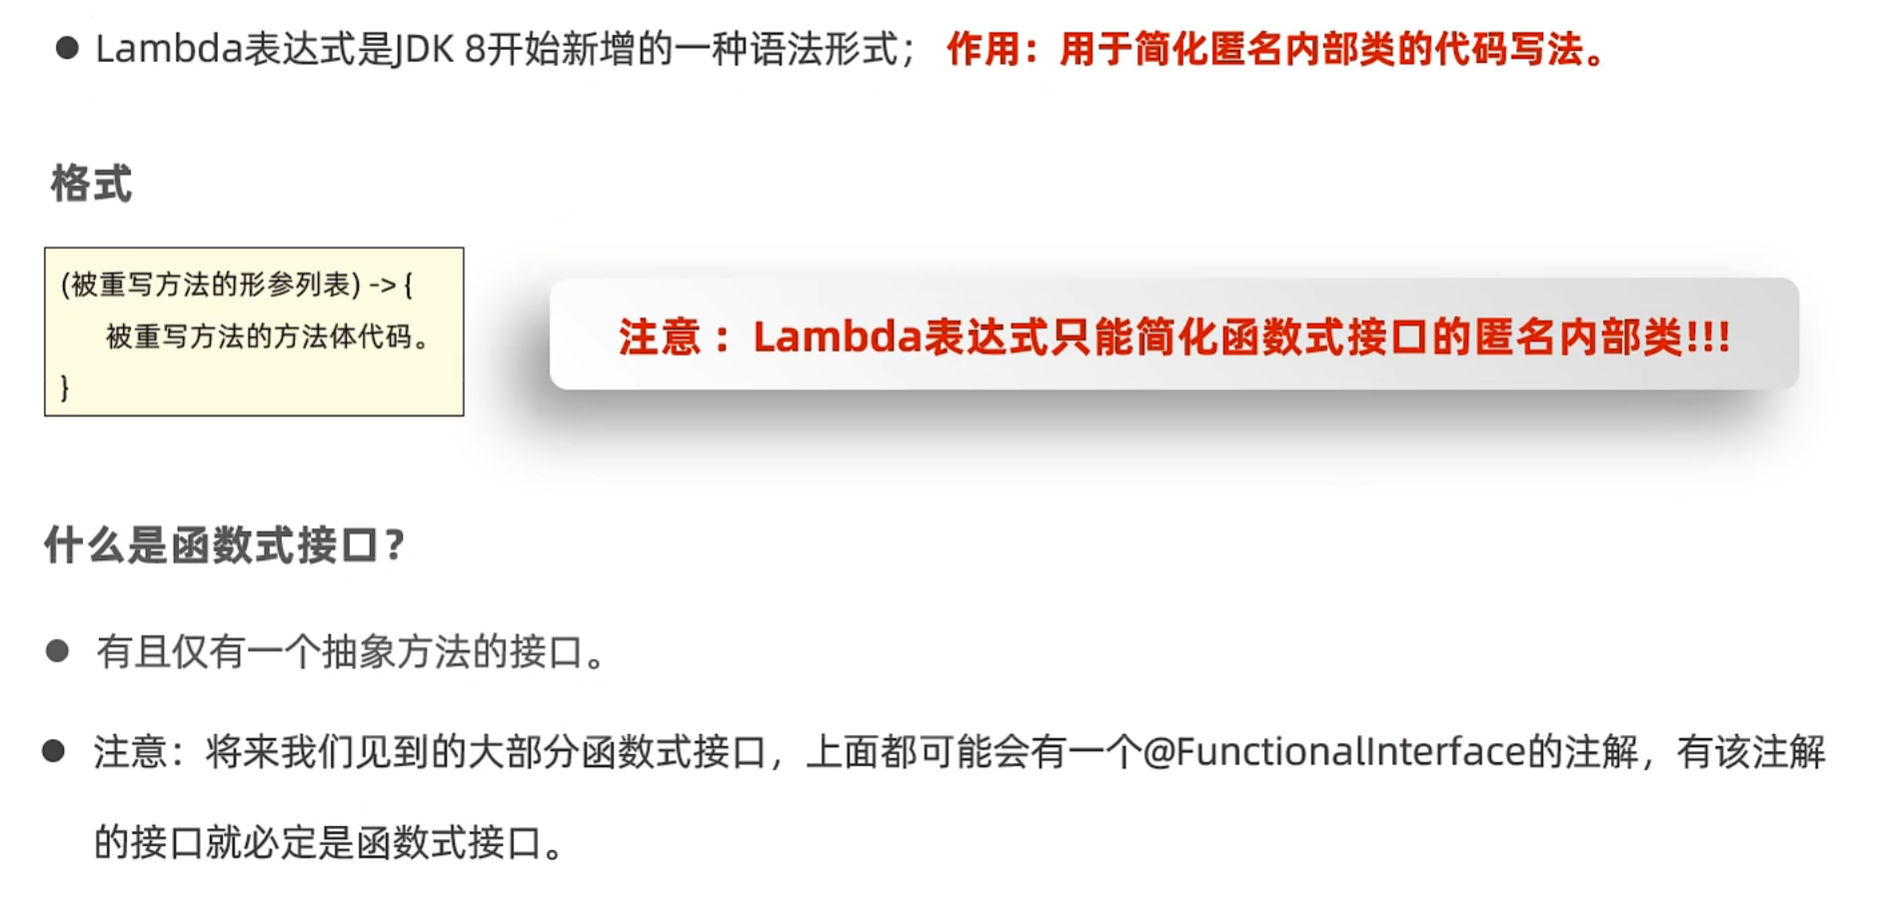 ● Lambda表达式是JDK 8开始新增的一种语法形式； 作用：用于简化匿名内部类的代码写法。
格式
(被重写方法的形参列表) -> {
被重写方法的方法体代码。
}
注意：Lambda表达式只能简化函数式接口的匿名内部类!!!
什么是函数式接口？
● 有且仅有一个抽象方法的接口。
● 注意：将来我们见到的大部分函数式接口，上面都可能会有一个@FunctionalInterface的注解，有该注解
的接口就必定是函数式接口。